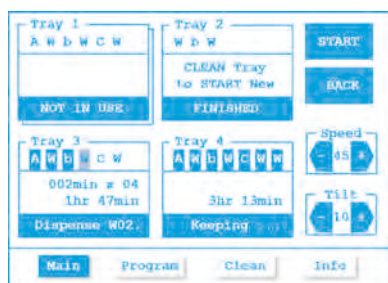 Tray 1
A W b W C W
NOT IN USE
Tray 2
W b W
CLEAN Tray
to START New
FINISHED
START
BACK
Tray 3
A W b W C W
002min x 04
1hr 47min
Dispense W02.
Tray 4
A W b W C W W
3hr 13min
Keeping
Speed
- 45 +
Tilt
- 10 +
Main Program Clean Info